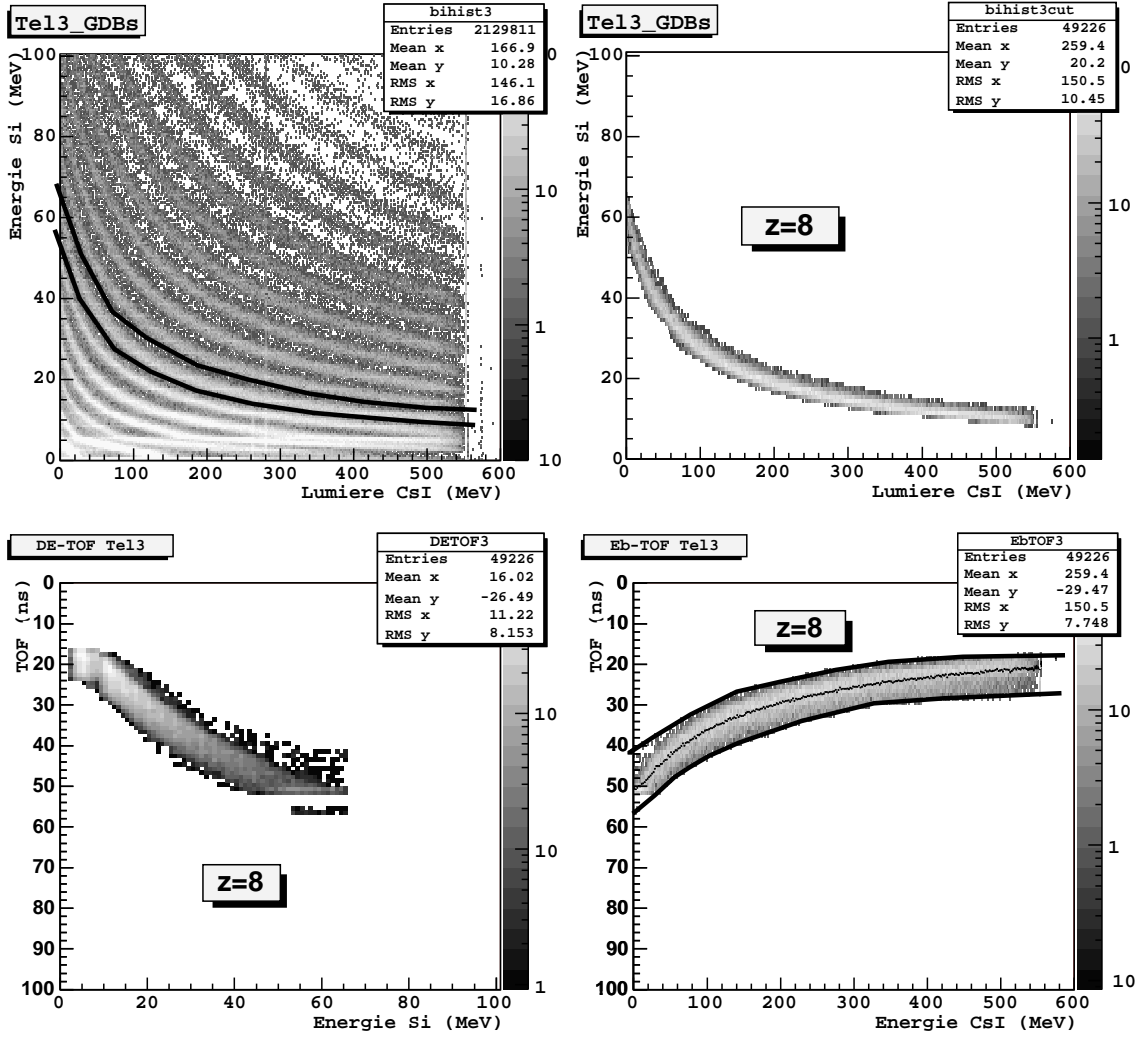 Tel3_GDBs
bihist3
Entries 2129811
Mean x 166.9
Mean y 10.28
RMS x 146.1
RMS y 16.86
Energie Si (MeV)
100
80
60
40
20
0
0 100 200 300 400 500 600
Lumiere CsI (MeV)
0
10
1
10
Tel3_GDBs
bihist3cut
Entries 49226
Mean x 259.4
Mean y 20.2
RMS x 150.5
RMS y 10.45
Energie Si (MeV)
100
80
60
40
20
0
z=8
0 100 200 300 400 500 600
Lumiere CsI (MeV)
0
10
1
DE-TOF Tel3
DETOF3
Entries 49226
Mean x 16.02
Mean y -26.49
RMS x 11.22
RMS y 8.153
TOF (ns)
0
10
20
30
40
50
60
70
80
90
100
z=8
0 20 40 60 80 100
Energie Si (MeV)
10
10
1
Eb-TOF Tel3
EbTOF3
Entries 49226
Mean x 259.4
Mean y -29.47
RMS x 150.5
RMS y 7.748
TOF (ns)
0
10
20
30
40
50
60
70
80
90
100
z=8
0 100 200 300 400 500 600
Energie CsI (MeV)
10
1
10